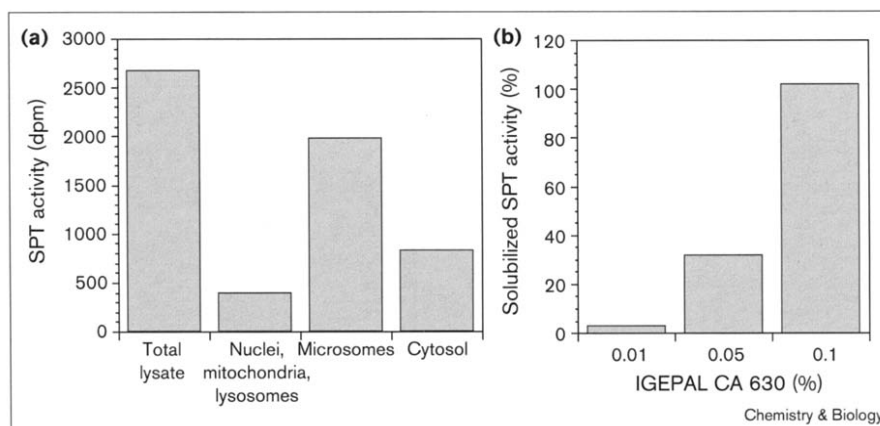 (a)
3000
2500
2000
1500
1000
500
0
SPT activity (dpm)
Total
lysate
Nuclei,
mitochondria,
lysosomes
Microsomes
Cytosol
(b)
120
100
80
60
40
20
0
Solubilized SPT activity (%)
0.01
0.05
0.1
IGEPAL CA 630 (%)
Chemistry & Biology